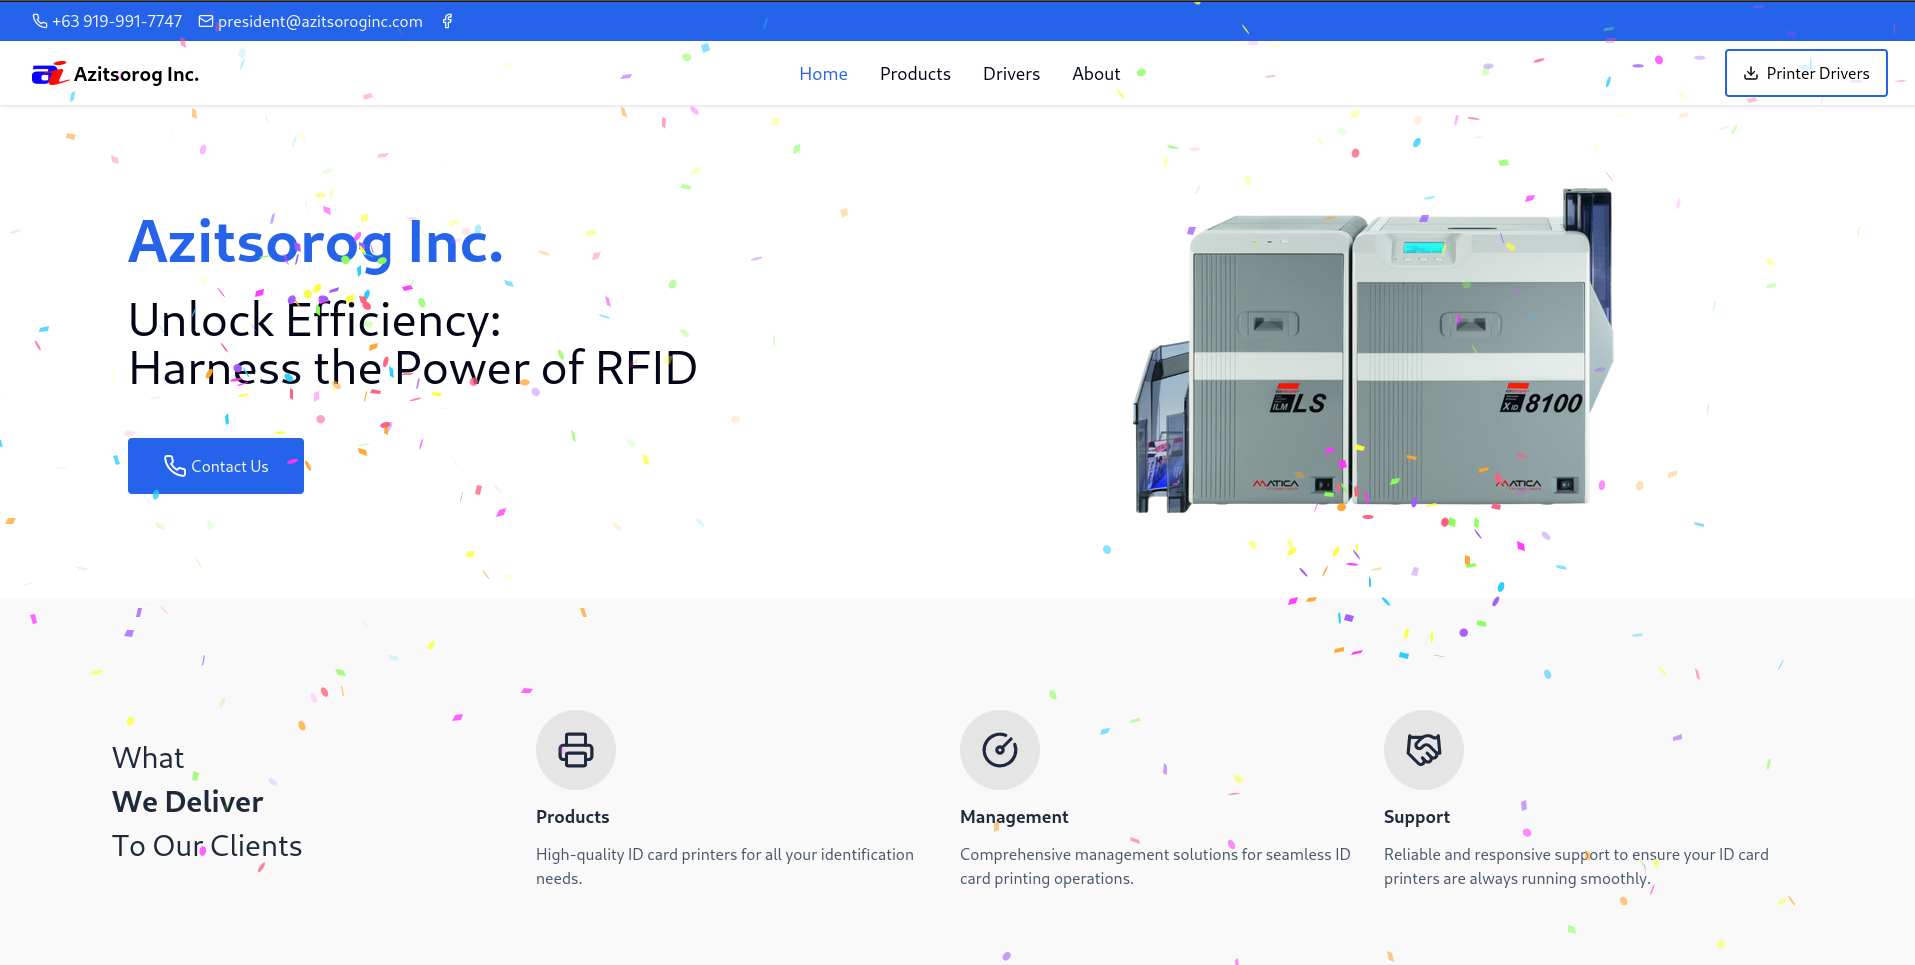 +63 919-991-7747 president@azitsoroginc.com
ai Azitsorog Inc. Home Products Drivers About Printer Drivers
Azitsorog Inc.
Unlock Efficiency:
Harness the Power of RFID
Contact Us
LS
XID 8100
MATICA
MATICA
What
We Deliver
To Our Clients
Products
High-quality ID card printers for all your identification
needs.
Management
Comprehensive management solutions for seamless ID
card printing operations.
Support
Reliable and responsive support to ensure your ID card
printers are always running smoothly.